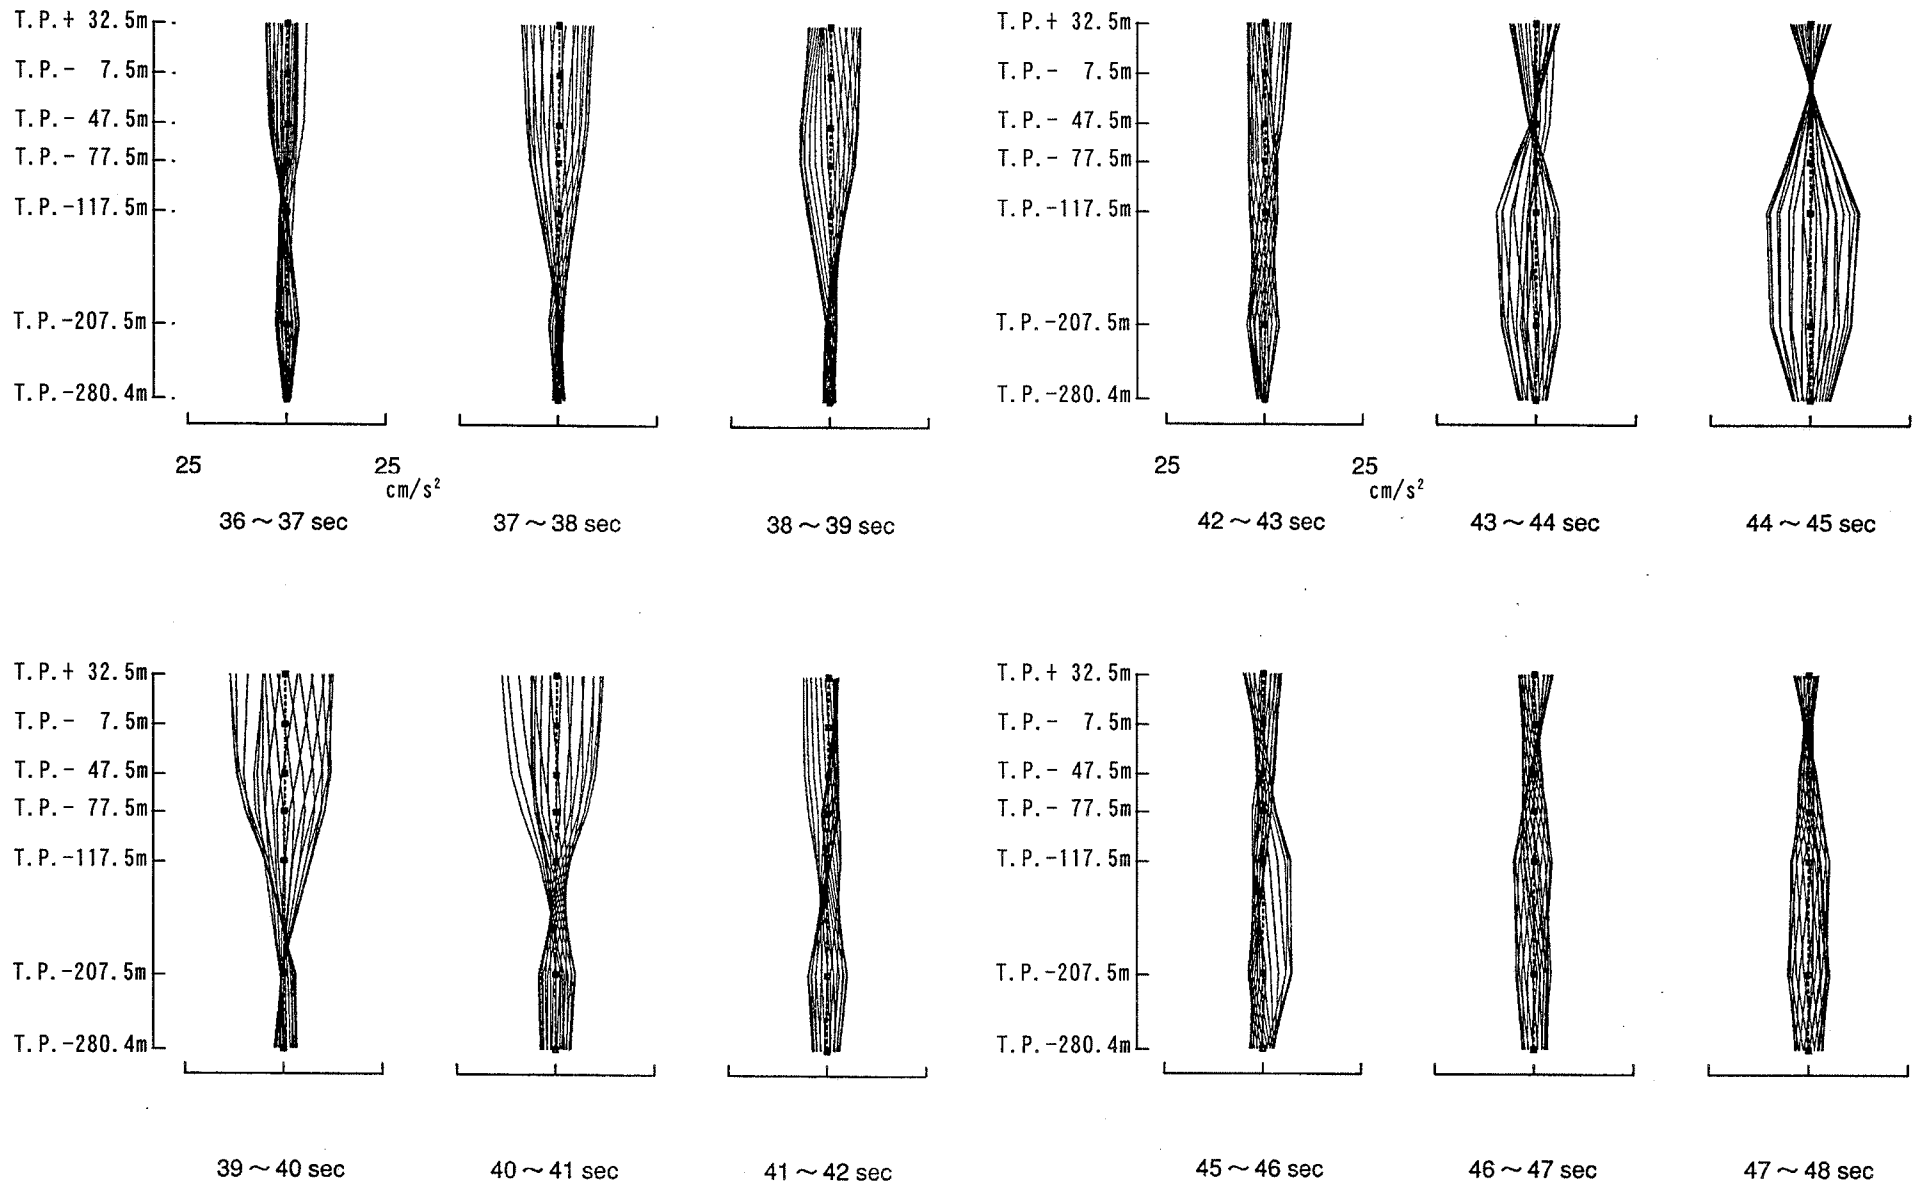 T.P.+ 32.5m
T.P.- 7.5m
T.P.- 47.5m
T.P.- 77.5m
T.P.-117.5m
T.P.-207.5m
T.P.-280.4m
25 25
cm/s²
36～37 sec 37～38 sec 38～39 sec
T.P.+ 32.5m
T.P.- 7.5m
T.P.- 47.5m
T.P.- 77.5m
T.P.-117.5m
T.P.-207.5m
T.P.-280.4m
25 25
cm/s²
42～43 sec 43～44 sec 44～45 sec
T.P.+ 32.5m
T.P.- 7.5m
T.P.- 47.5m
T.P.- 77.5m
T.P.-117.5m
T.P.-207.5m
T.P.-280.4m
39～40 sec 40～41 sec 41～42 sec
T.P.+ 32.5m
T.P.- 7.5m
T.P.- 47.5m
T.P.- 77.5m
T.P.-117.5m
T.P.-207.5m
T.P.-280.4m
45～46 sec 46～47 sec 47～48 sec